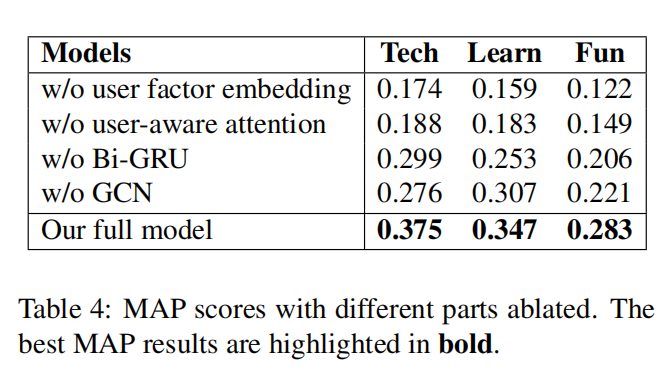 Models Tech Learn Fun
w/o user factor embedding 0.174 0.159 0.122
w/o user-aware attention 0.188 0.183 0.149
w/o Bi-GRU 0.299 0.253 0.206
w/o GCN 0.276 0.307 0.221
Our full model 0.375 0.347 0.283
Table 4: MAP scores with different parts ablated. The
best MAP results are highlighted in bold.